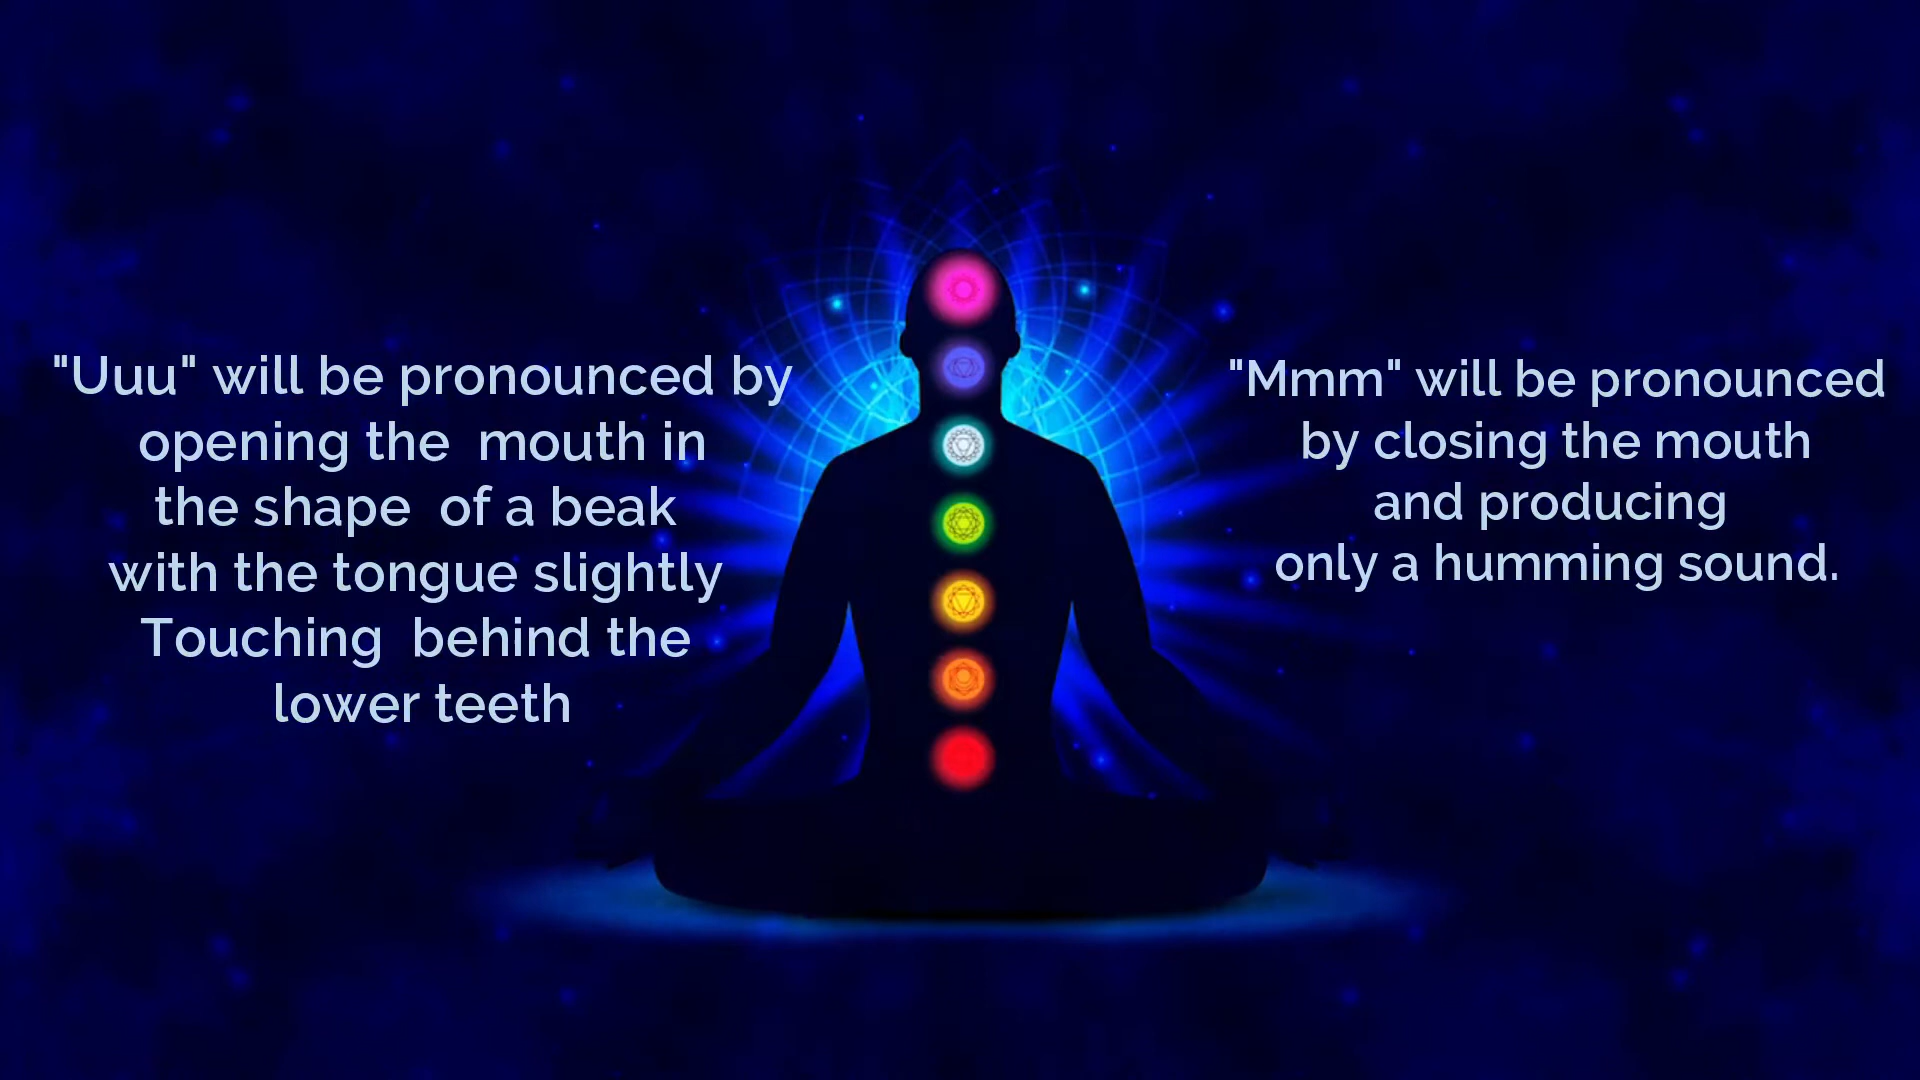 "Uuu" will be pronounced by
opening the  mouth in
the shape  of a beak
with the tongue slightly
Touching  behind the
lower teeth
"Mmm" will be pronounced
by closing the mouth
and producing
only a humming sound.